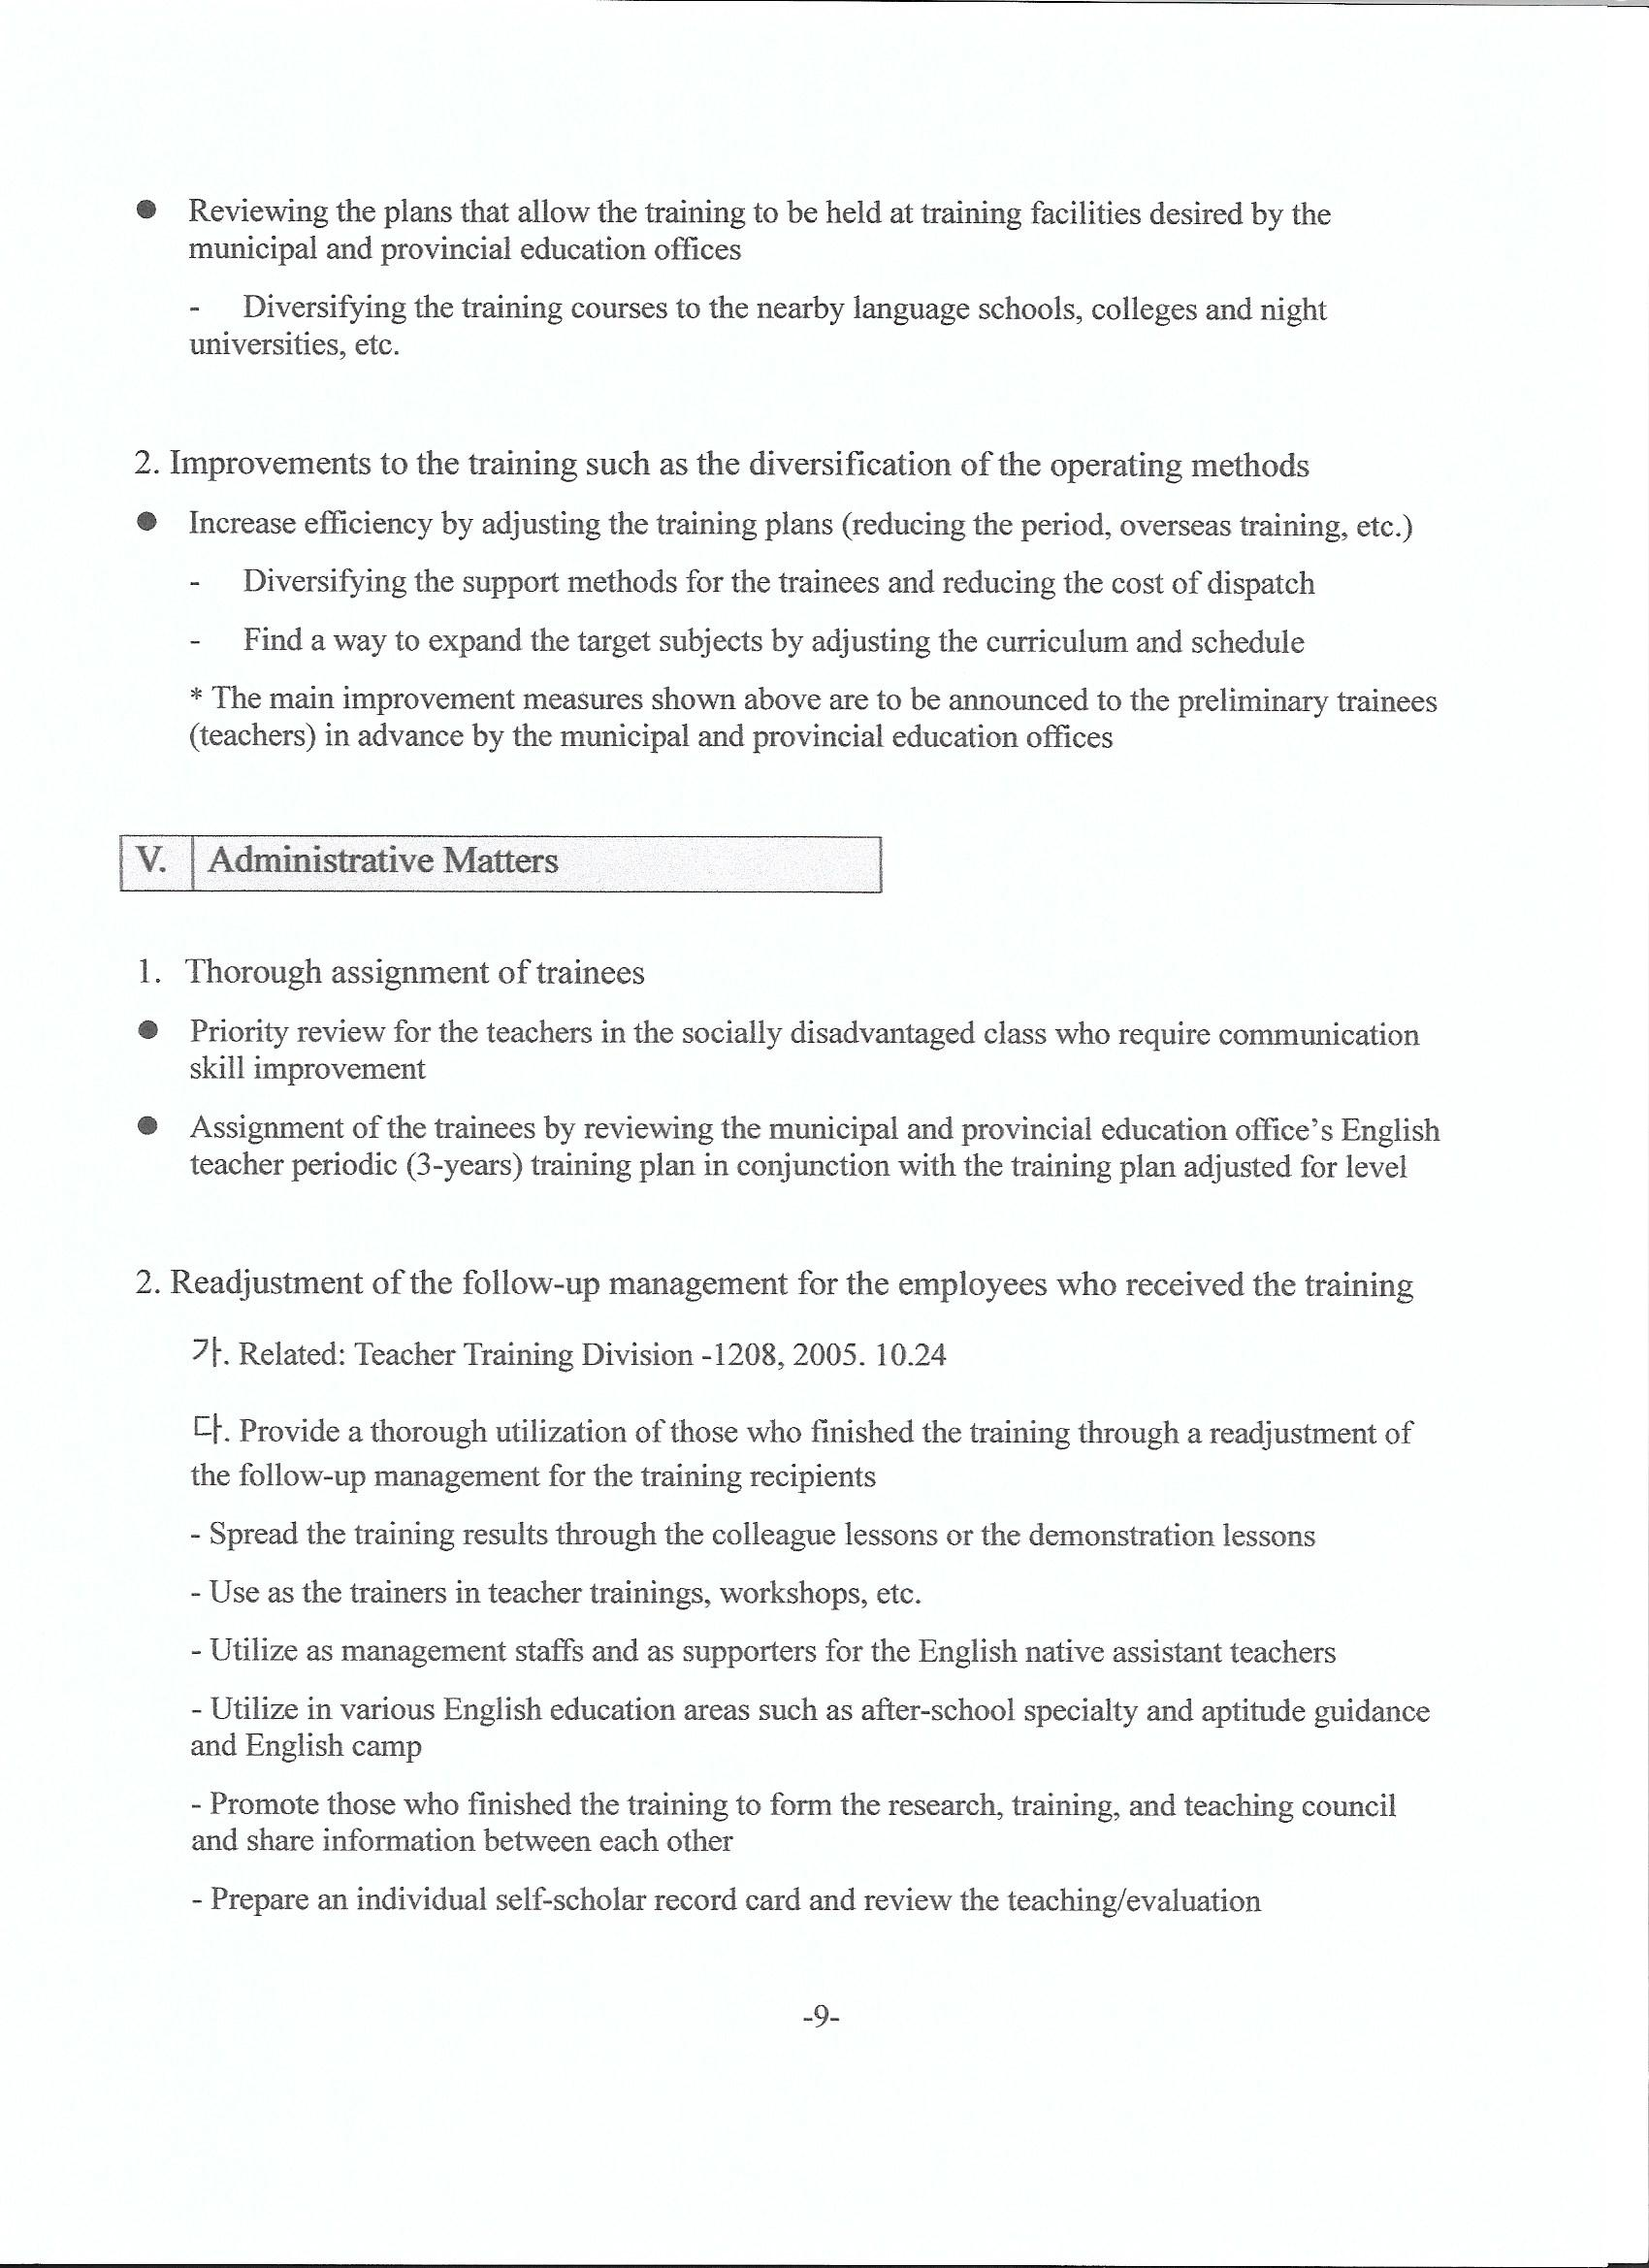 ● Reviewing the plans that allow the training to be held at training facilities desired by the
municipal and provincial education offices
- Diversifying the training courses to the nearby language schools, colleges and night
universities, etc.
2. Improvements to the training such as the diversification of the operating methods
● Increase efficiency by adjusting the training plans (reducing the period, overseas training, etc.)
- Diversifying the support methods for the trainees and reducing the cost of dispatch
- Find a way to expand the target subjects by adjusting the curriculum and schedule
* The main improvement measures shown above are to be announced to the preliminary trainees
(teachers) in advance by the municipal and provincial education offices
V. Administrative Matters
1. Thorough assignment of trainees
● Priority review for the teachers in the socially disadvantaged class who require communication
skill improvement
● Assignment of the trainees by reviewing the municipal and provincial education office's English
teacher periodic (3-years) training plan in conjunction with the training plan adjusted for level
2. Readjustment of the follow-up management for the employees who received the training
가. Related: Teacher Training Division -1208, 2005. 10.24
다. Provide a thorough utilization of those who finished the training through a readjustment of
the follow-up management for the training recipients
- Spread the training results through the colleague lessons or the demonstration lessons
- Use as the trainers in teacher trainings, workshops, etc.
- Utilize as management staffs and as supporters for the English native assistant teachers
- Utilize in various English education areas such as after-school specialty and aptitude guidance
and English camp
- Promote those who finished the training to form the research, training, and teaching council
and share information between each other
- Prepare an individual self-scholar record card and review the teaching/evaluation
-9-